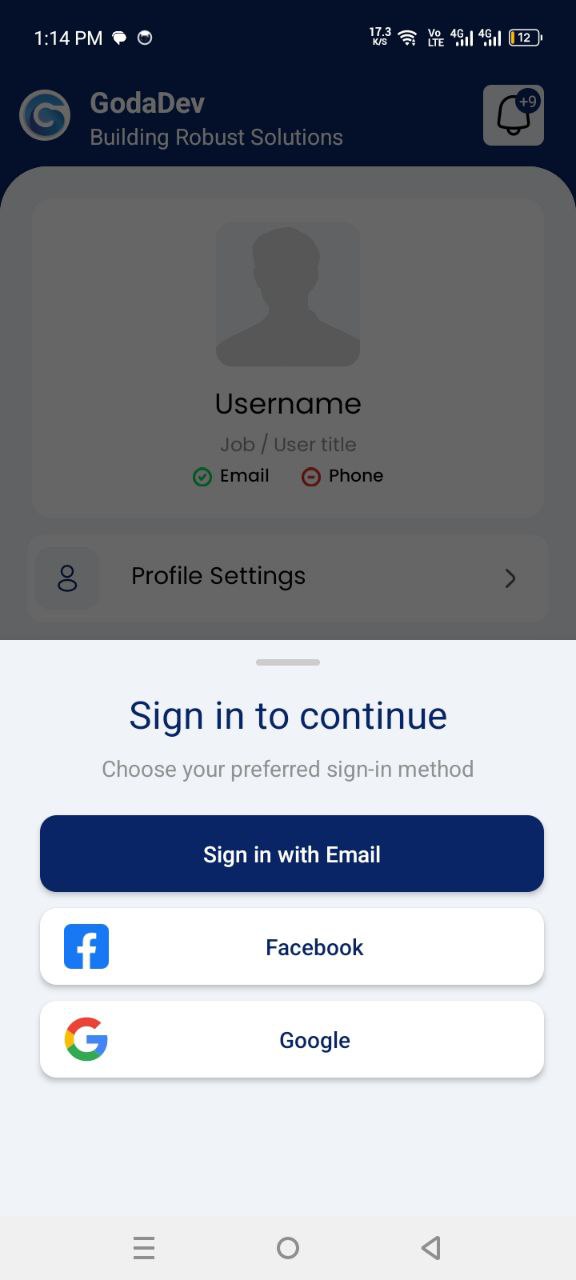 1:14 PM
17.3 K/S
Vo LTE
4G
4G
12
GodaDev
Building Robust Solutions
+9
Username
Job / User title
Email
Phone
Profile Settings
Sign in to continue
Choose your preferred sign-in method
Sign in with Email
Facebook
Google